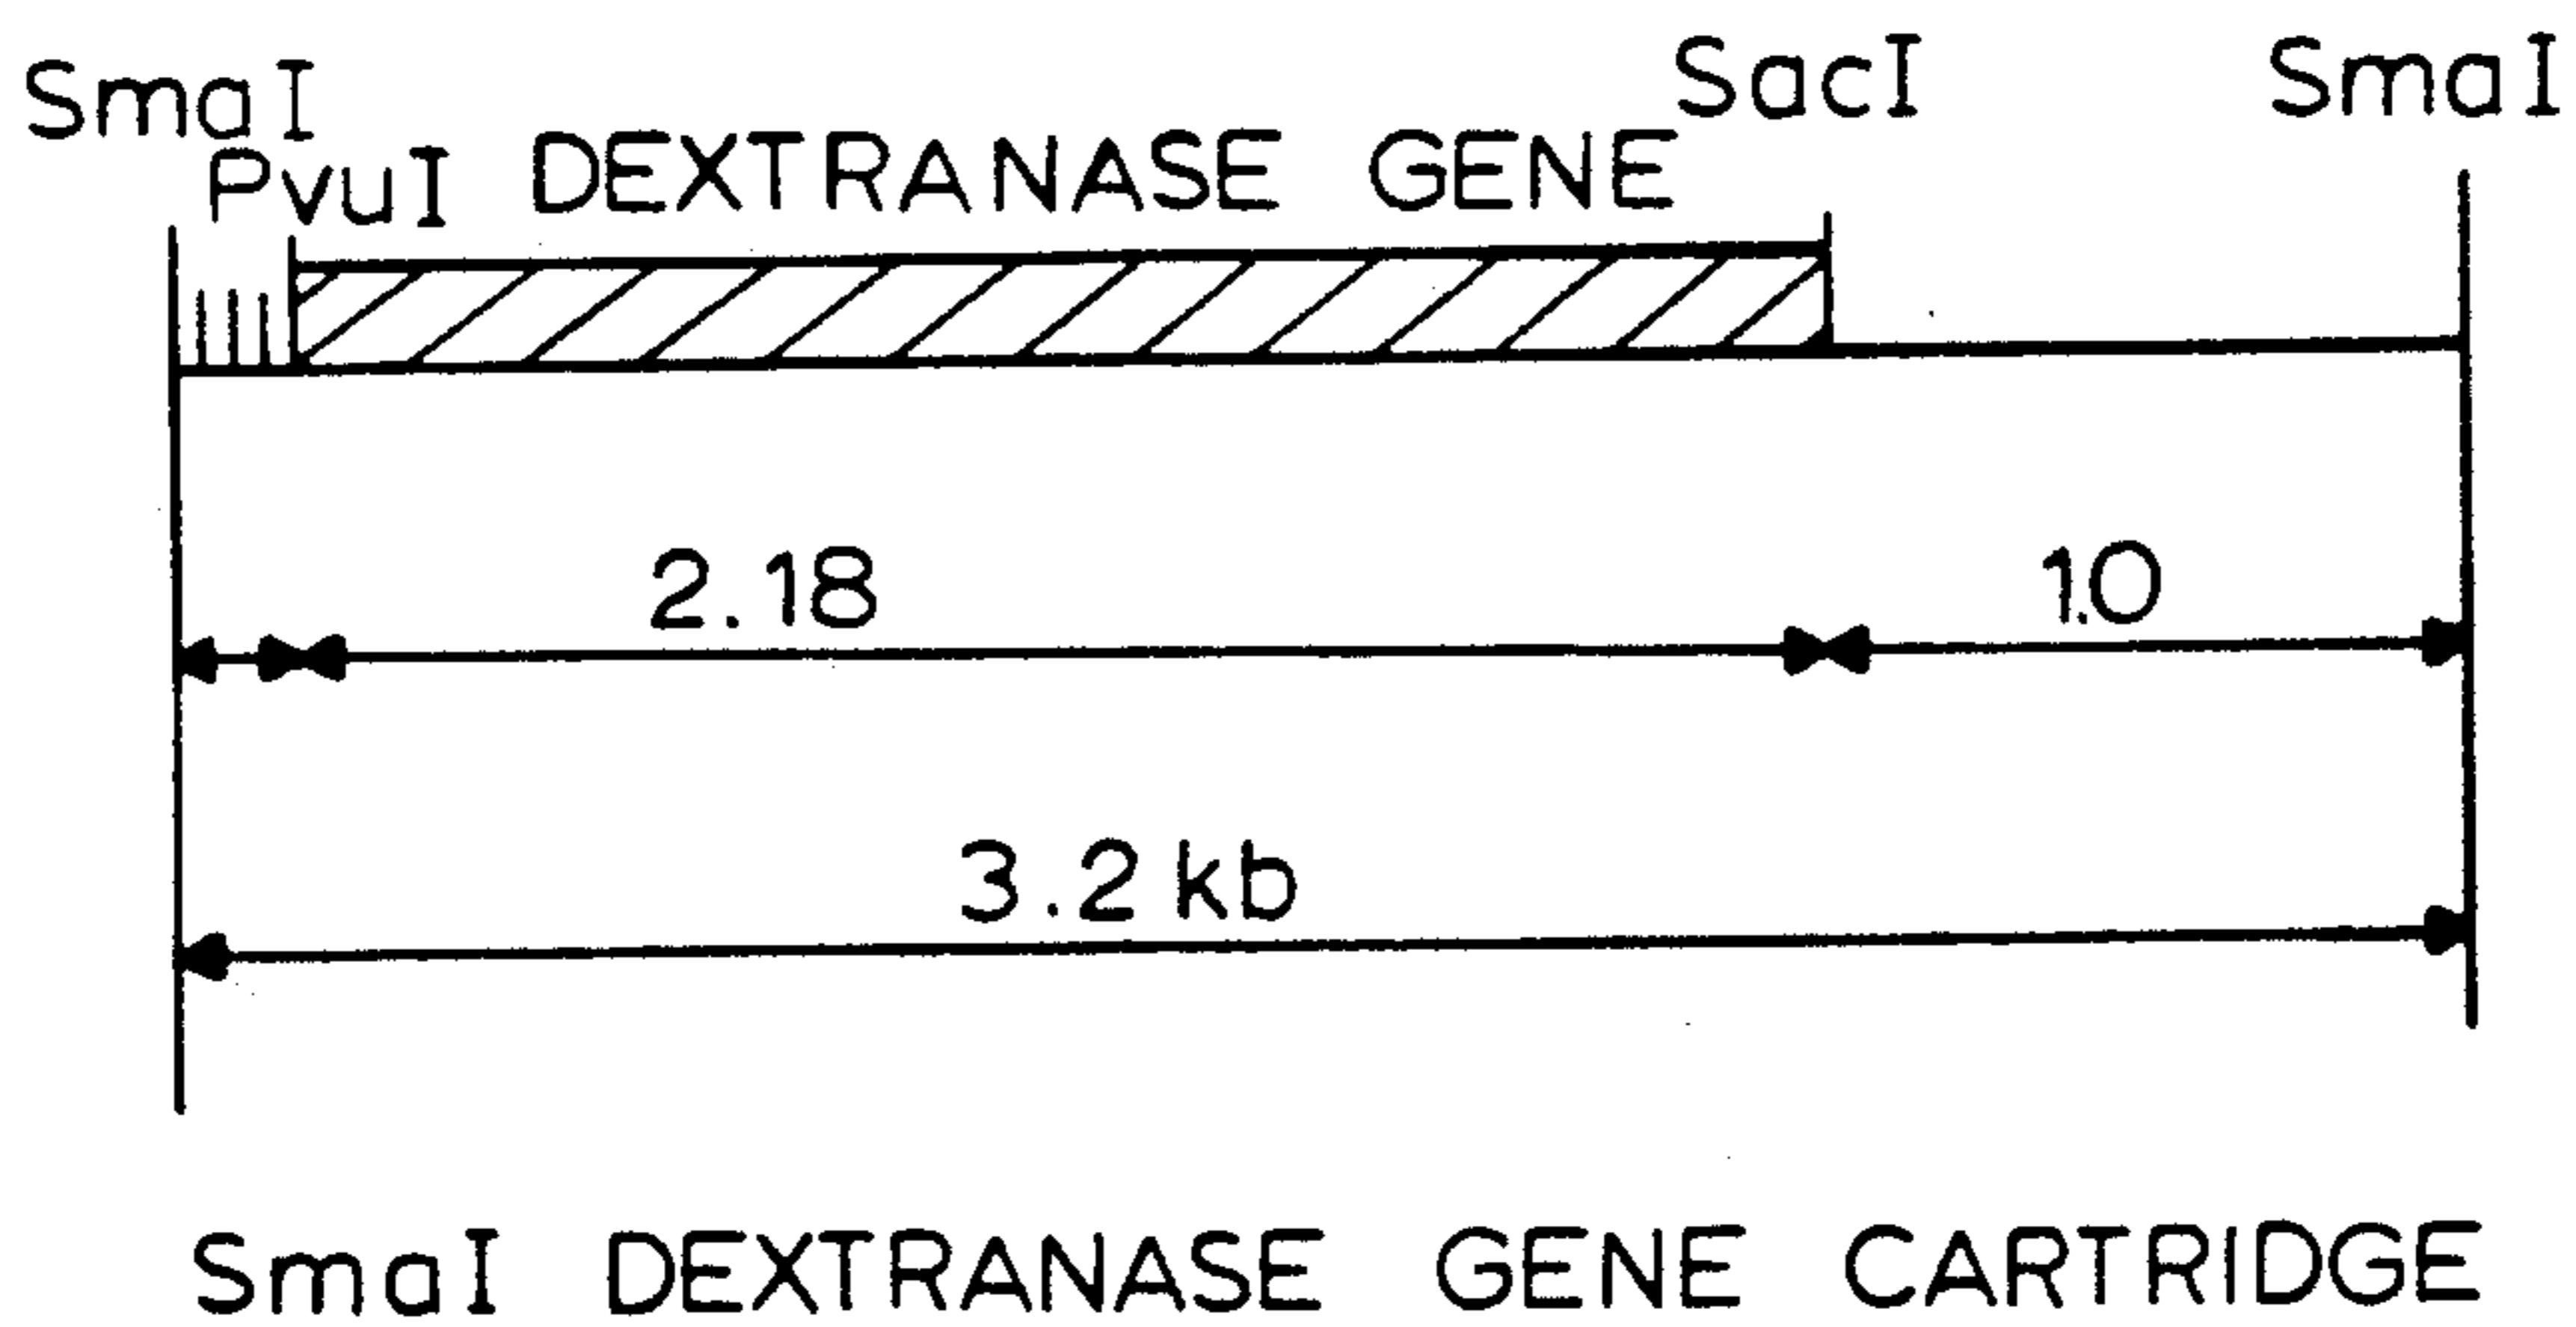 SmaI
SacI
SmaI
PvuI
DEXTRANASE GENE
2.18
1.0
3.2 kb
SmaI DEXTRANASE GENE CARTRIDGE